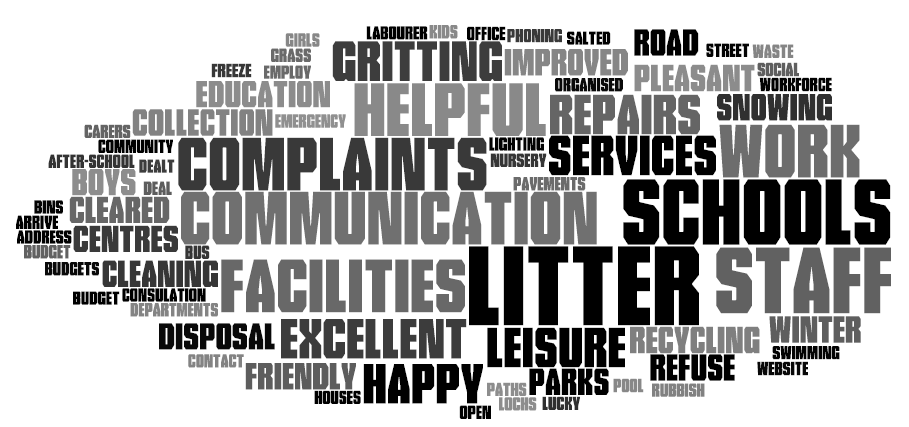 LABOURER KIDS OFFICE PHONING SALTED ROAD STREET WASTE
GIRLS GRASS FREEZE EMPLOY GRITTING IMPROVED ORGANISED PLEASANT SOCIAL WORKFORCE
EDUCATION HELPFUL REPAIRS SNOWING
CARERS COLLECTION EMERGENCY
COMMUNITY AFTER-SCHOOL DEALT COMPLAINTS LIGHTING NURSERY SERVICES WORK
BOYS DEAL PAVEMENTS SCHOOLS
BINS CLEARED COMMUNICATION
ARRIVE ADDRESS BUDGET CENTRES BUS
BUDGETS CLEANING FACILITIES LITTER STAFF
BUDGET CONSULATION
DEPARTMENTS
DISPOSAL EXCELLENT LEISURE RECYCLING WINTER
CONTACT REFUSE SWIMMING WEBSITE
FRIENDLY HAPPY PATHS PARKS POOL RUBBISH
HOUSES OPEN LOCHS LUCKY